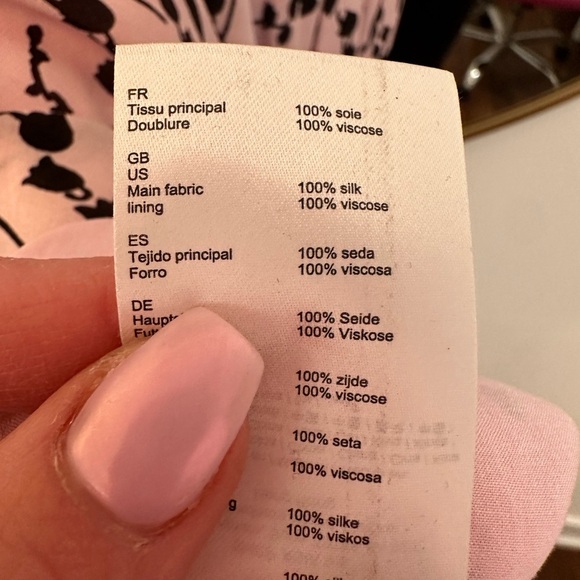 FR
Tissu principal 100% soie
Doublure 100% viscose
GB
US
Main fabric 100% silk
lining 100% viscose
ES
Tejido principal 100% seda
Forro 100% viscosa
DE
100% Seide
100% Viskose
100% zijde
100% viscose
100% seta
100% viscosa
g 100% silke
100% viskos